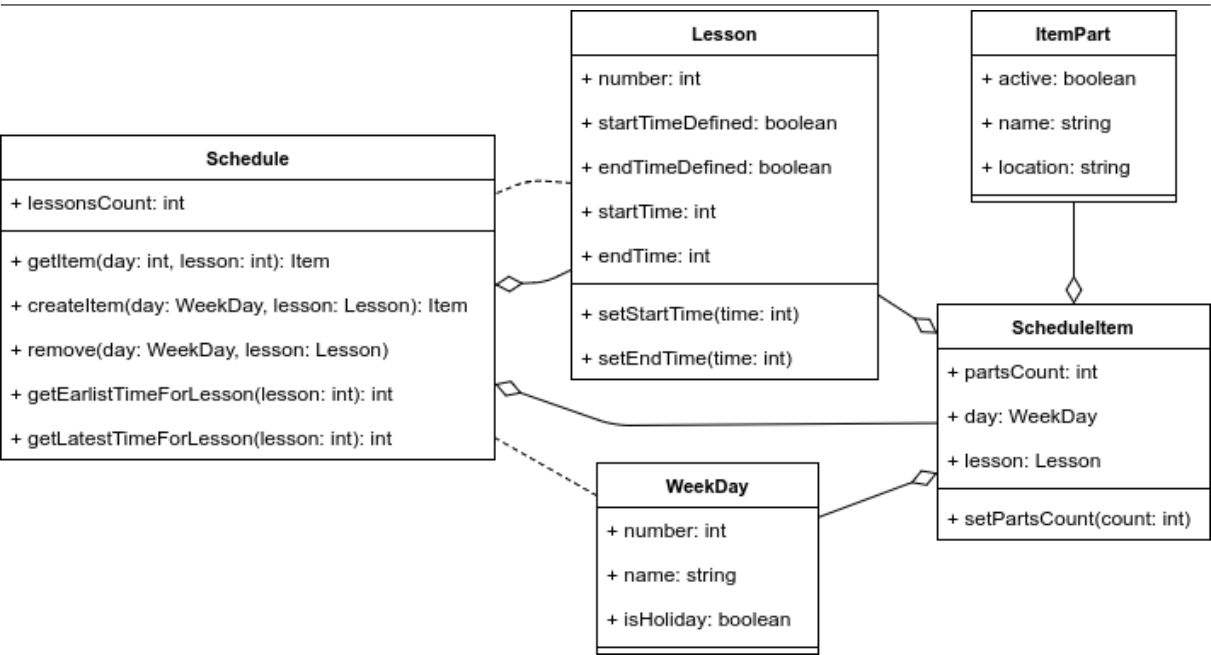 Schedule
+ lessonsCount: int
+ getItem(day: int, lesson: int): Item
+ createItem(day: WeekDay, lesson: Lesson): Item
+ remove(day: WeekDay, lesson: Lesson)
+ getEarlistTimeForLesson(lesson: int): int
+ getLatestTimeForLesson(lesson: int): int
Lesson
+ number: int
+ startTimeDefined: boolean
+ endTimeDefined: boolean
+ startTime: int
+ endTime: int
+ setStartTime(time: int)
+ setEndTime(time: int)
WeekDay
+ number: int
+ name: string
+ isHoliday: boolean
ItemPart
+ active: boolean
+ name: string
+ location: string
ScheduleItem
+ partsCount: int
+ day: WeekDay
+ lesson: Lesson
+ setPartsCount(count: int)